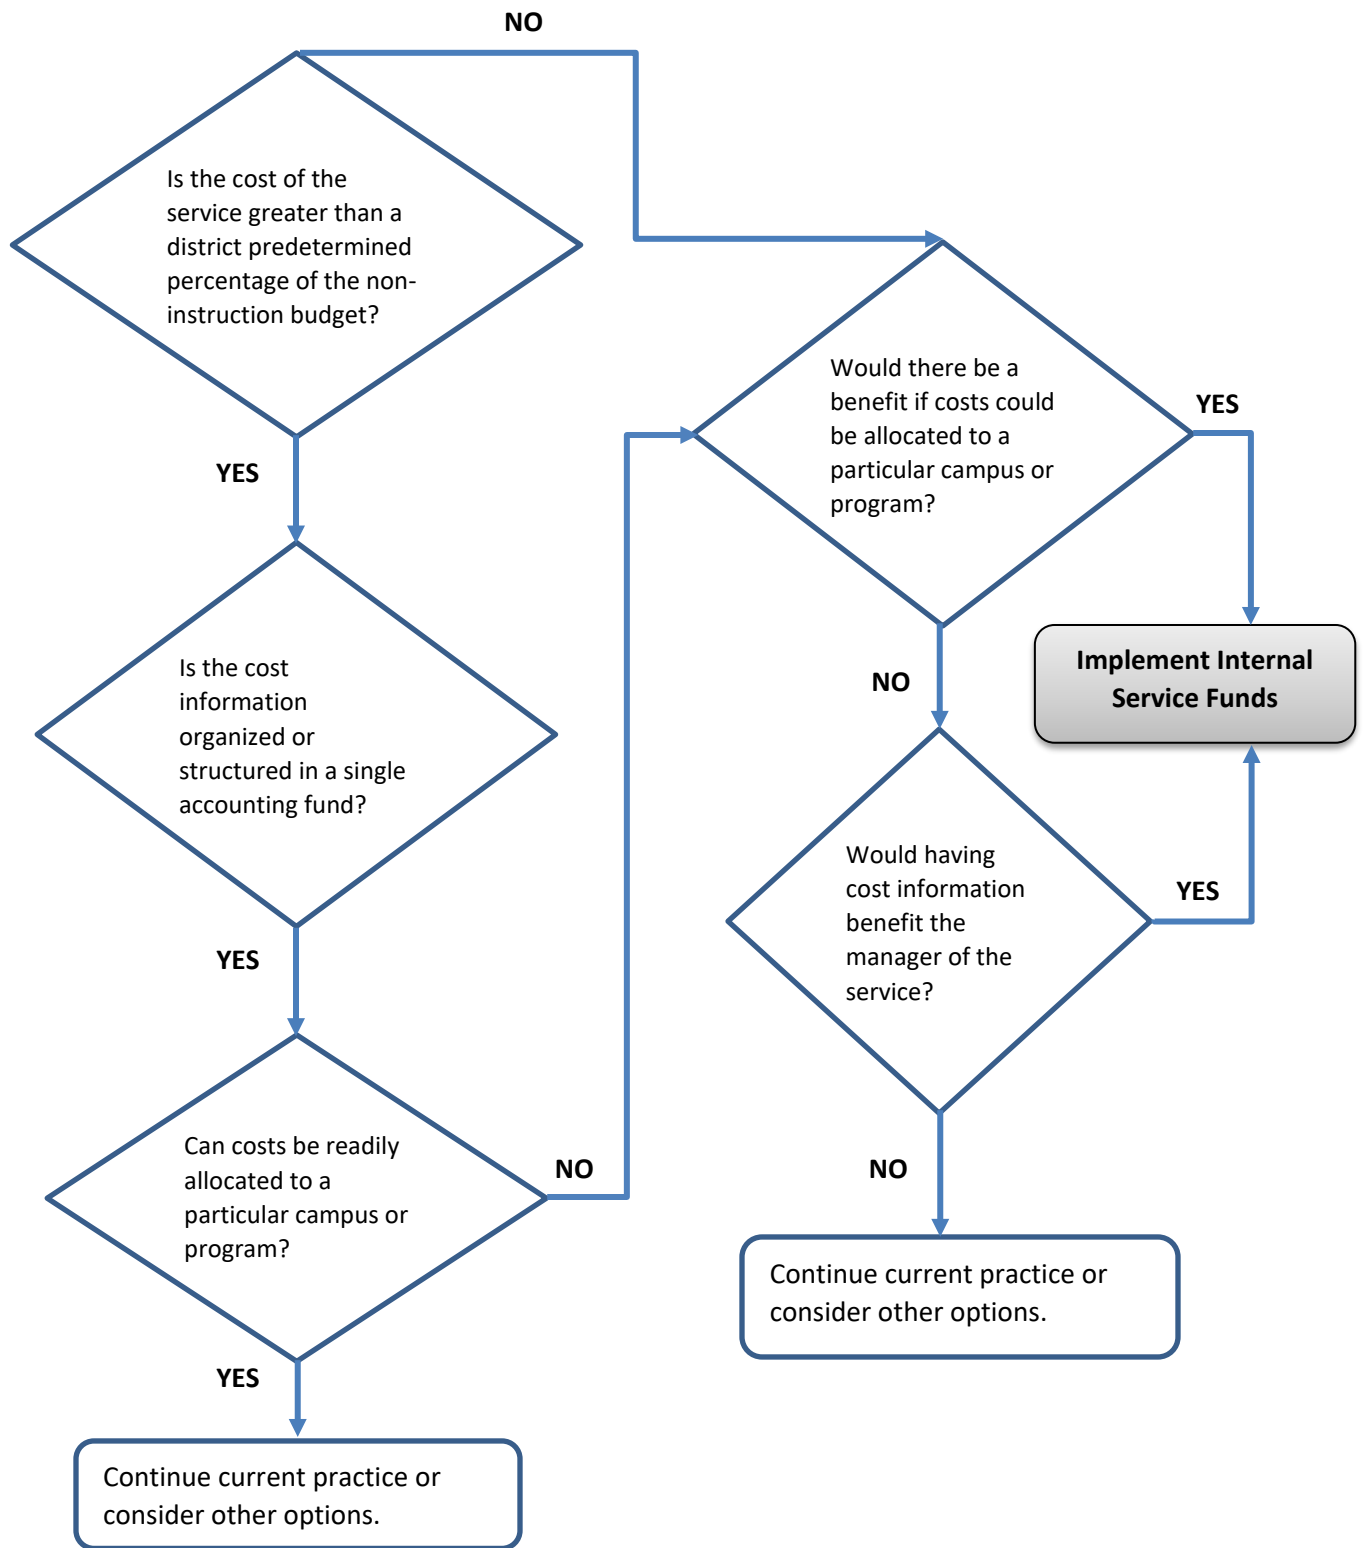 NO
Is the cost of the
service greater than a
district predetermined
percentage of the non-
instruction budget?
YES
Is the cost
information
organized or
structured in a single
accounting fund?
YES
Can costs be readily
allocated to a
particular campus or
program?
NO
YES
Continue current practice or
consider other options.
Would there be a
benefit if costs could
be allocated to a
particular campus or
program?
YES
NO
Implement Internal
Service Funds
Would having
cost information
benefit the
manager of the
service?
YES
NO
Continue current practice or
consider other options.